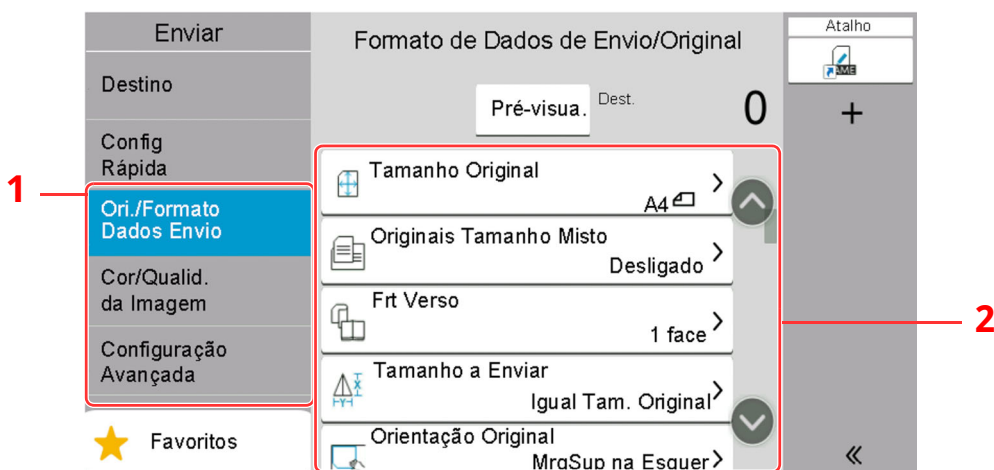 Enviar
Destino
Config
Rápida
Ori./Formato
Dados Envio
Cor/Qualid.
da Imagem
Configuração
Avançada
Favoritos
1
Formato de Dados de Envio/Original
Pré-visua.
Dest.
0
Tamanho Original
A4
Originais Tamanho Misto
Desligado
Frt Verso
1 face
Tamanho a Enviar
Igual Tam. Original
Orientação Original
MrgSup na Esquer
2
Atalho
AME